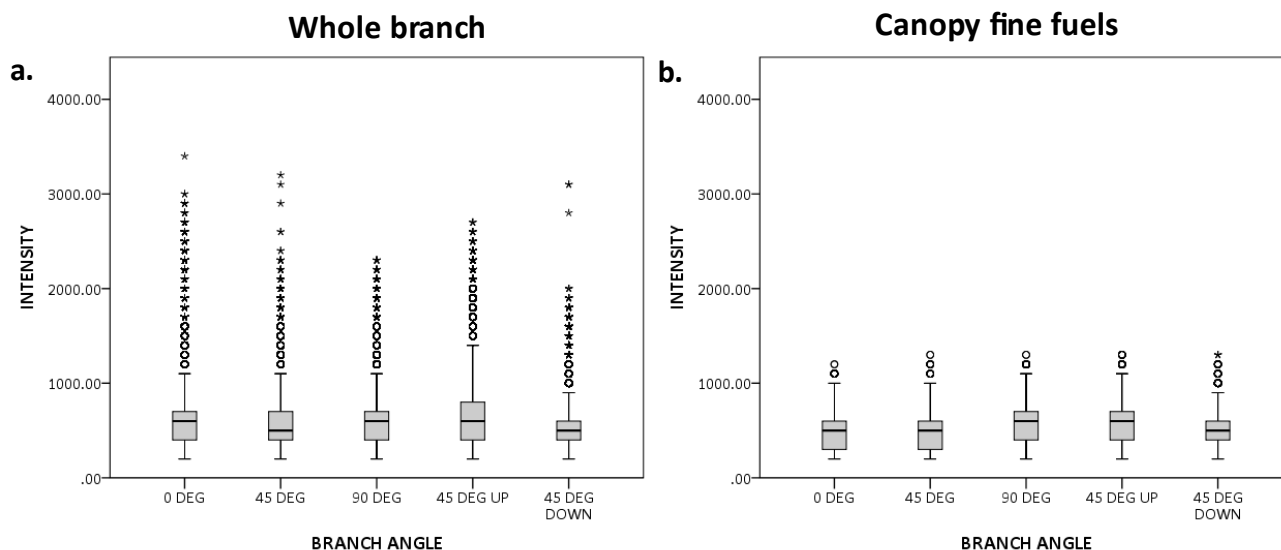 Whole branch
Canopy fine fuels
a.
4000.00
3000.00
2000.00
1000.00
.00
INTENSITY
0 DEG
45 DEG
90 DEG
45 DEG UP
45 DEG
DOWN
BRANCH ANGLE
b.
4000.00
3000.00
2000.00
1000.00
.00
INTENSITY
0 DEG
45 DEG
90 DEG
45 DEG UP
45 DEG
DOWN
BRANCH ANGLE